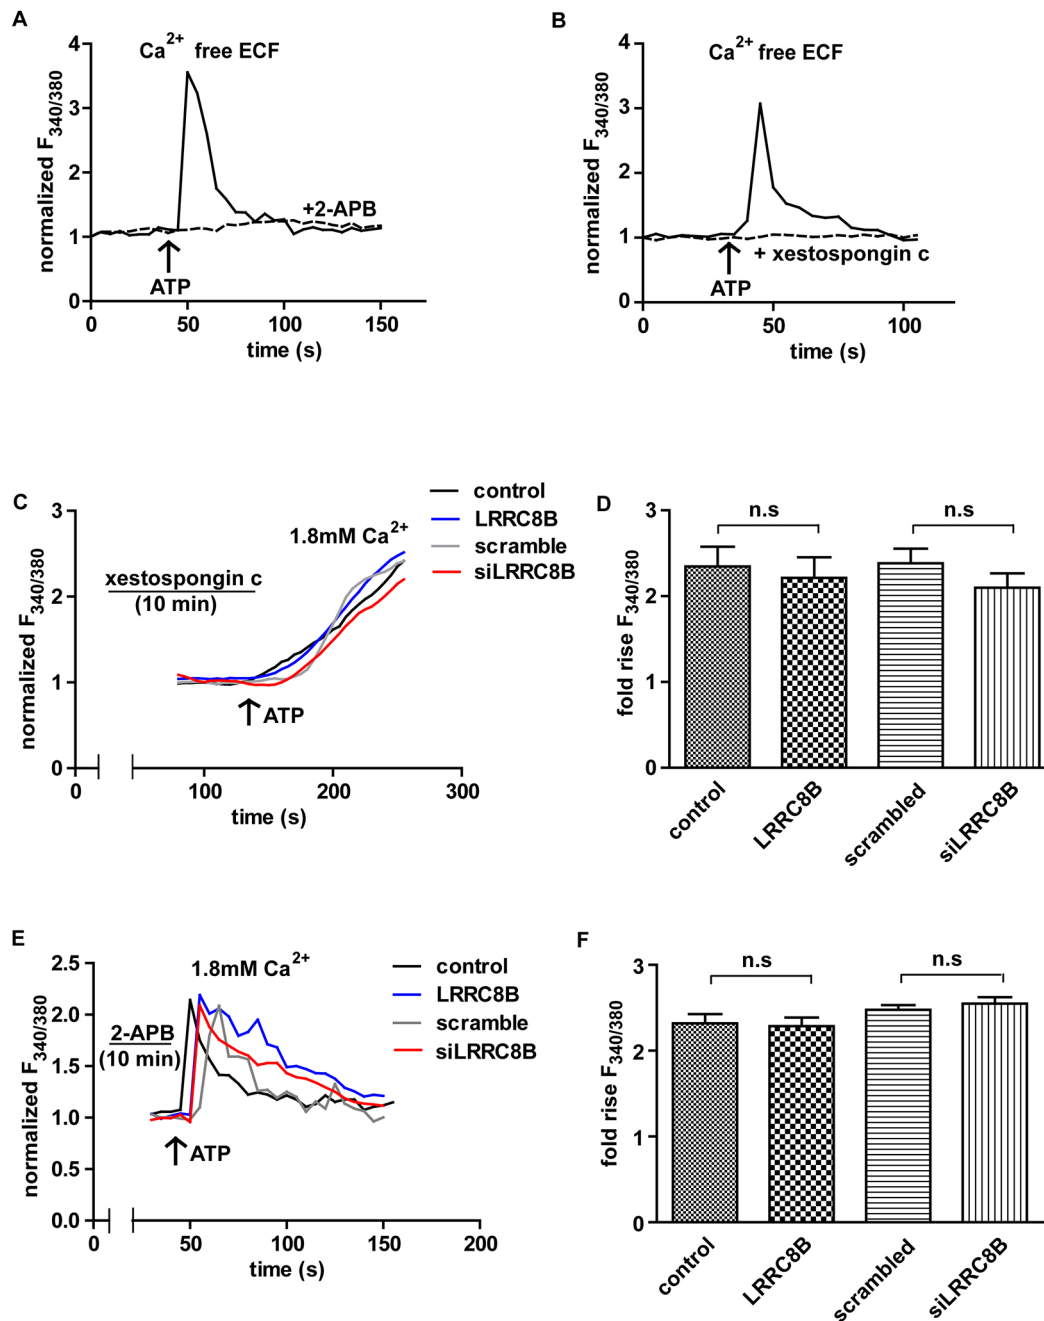 A
Ca2+ free ECF
normalized F340/380
4
3
2
1
0
+2-APB
ATP
0 50 100 150
time (s)
B
Ca2+ free ECF
normalized F340/380
4
3
2
1
0
+ xestospongin c
ATP
0 50 100
time (s)
C
control
LRRC8B
scramble
siLRRC8B
1.8mM Ca2+
xestospongin c
(10 min)
normalized F340/380
3
2
1
0
ATP
0 100 200 300
time (s)
D
n.s n.s
fold rise F340/380
3
2
1
0
control
LRRC8B
scrambled
siLRRC8B
E
1.8mM Ca2+
control
LRRC8B
scramble
siLRRC8B
2-APB
(10 min)
normalized F340/380
2.5
2.0
1.5
1.0
0.5
0.0
ATP
0 50 100 150 200
time (s)
F
n.s n.s
fold rise F340/380
3
2
1
0
control
LRRC8B
scrambled
siLRRC8B